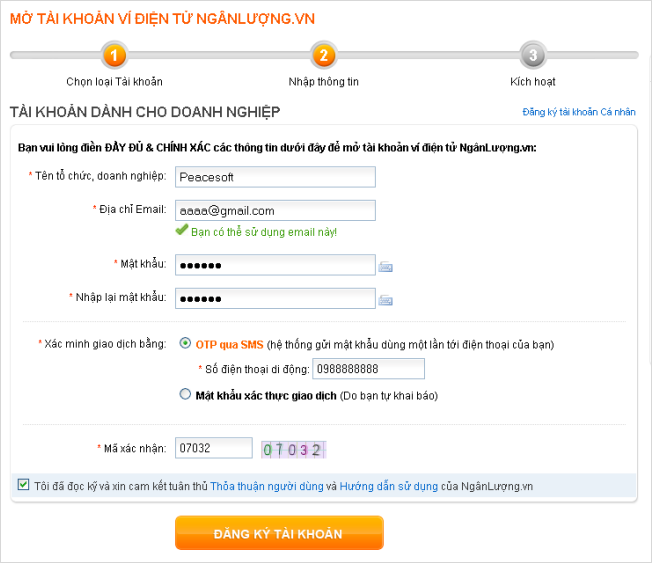 MỞ TÀI KHOẢN VÍ ĐIỆN TỬ NGÂNLƯỢNG.VN
1 2 3
Chọn loại Tài khoản Nhập thông tin Kích hoạt
TÀI KHOẢN DÀNH CHO DOANH NGHIỆP Đăng ký tài khoản Cá nhân
Bạn vui lòng điền ĐẦY ĐỦ & CHÍNH XÁC các thông tin dưới đây để mở tài khoản ví điện tử NgânLượng.vn:
* Tên tổ chức, doanh nghiệp: Peacesoft
* Địa chỉ Email: aaaa@gmail.com
Bạn có thể sử dụng email này!
* Mật khẩu: ●●●●●●
* Nhập lại mật khẩu: ●●●●●●
* Xác minh giao dịch bằng: OTP qua SMS (hệ thống gửi mật khẩu dùng một lần tới điện thoại của bạn)
* Số điện thoại di động: 0988888888
Mật khẩu xác thực giao dịch (Do bạn tự khai báo)
* Mã xác nhận: 07032 07032
Tôi đã đọc kỹ và xin cam kết tuân thủ Thỏa thuận người dùng và Hướng dẫn sử dụng của NgânLượng.vn
ĐĂNG KÝ TÀI KHOẢN